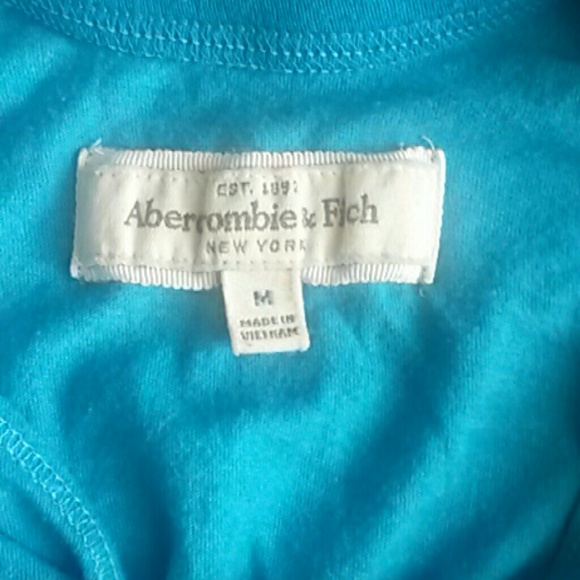 EST. 1892
Abercrombie & Fitch
NEW YORK
M
MADE IN
VIETNAM